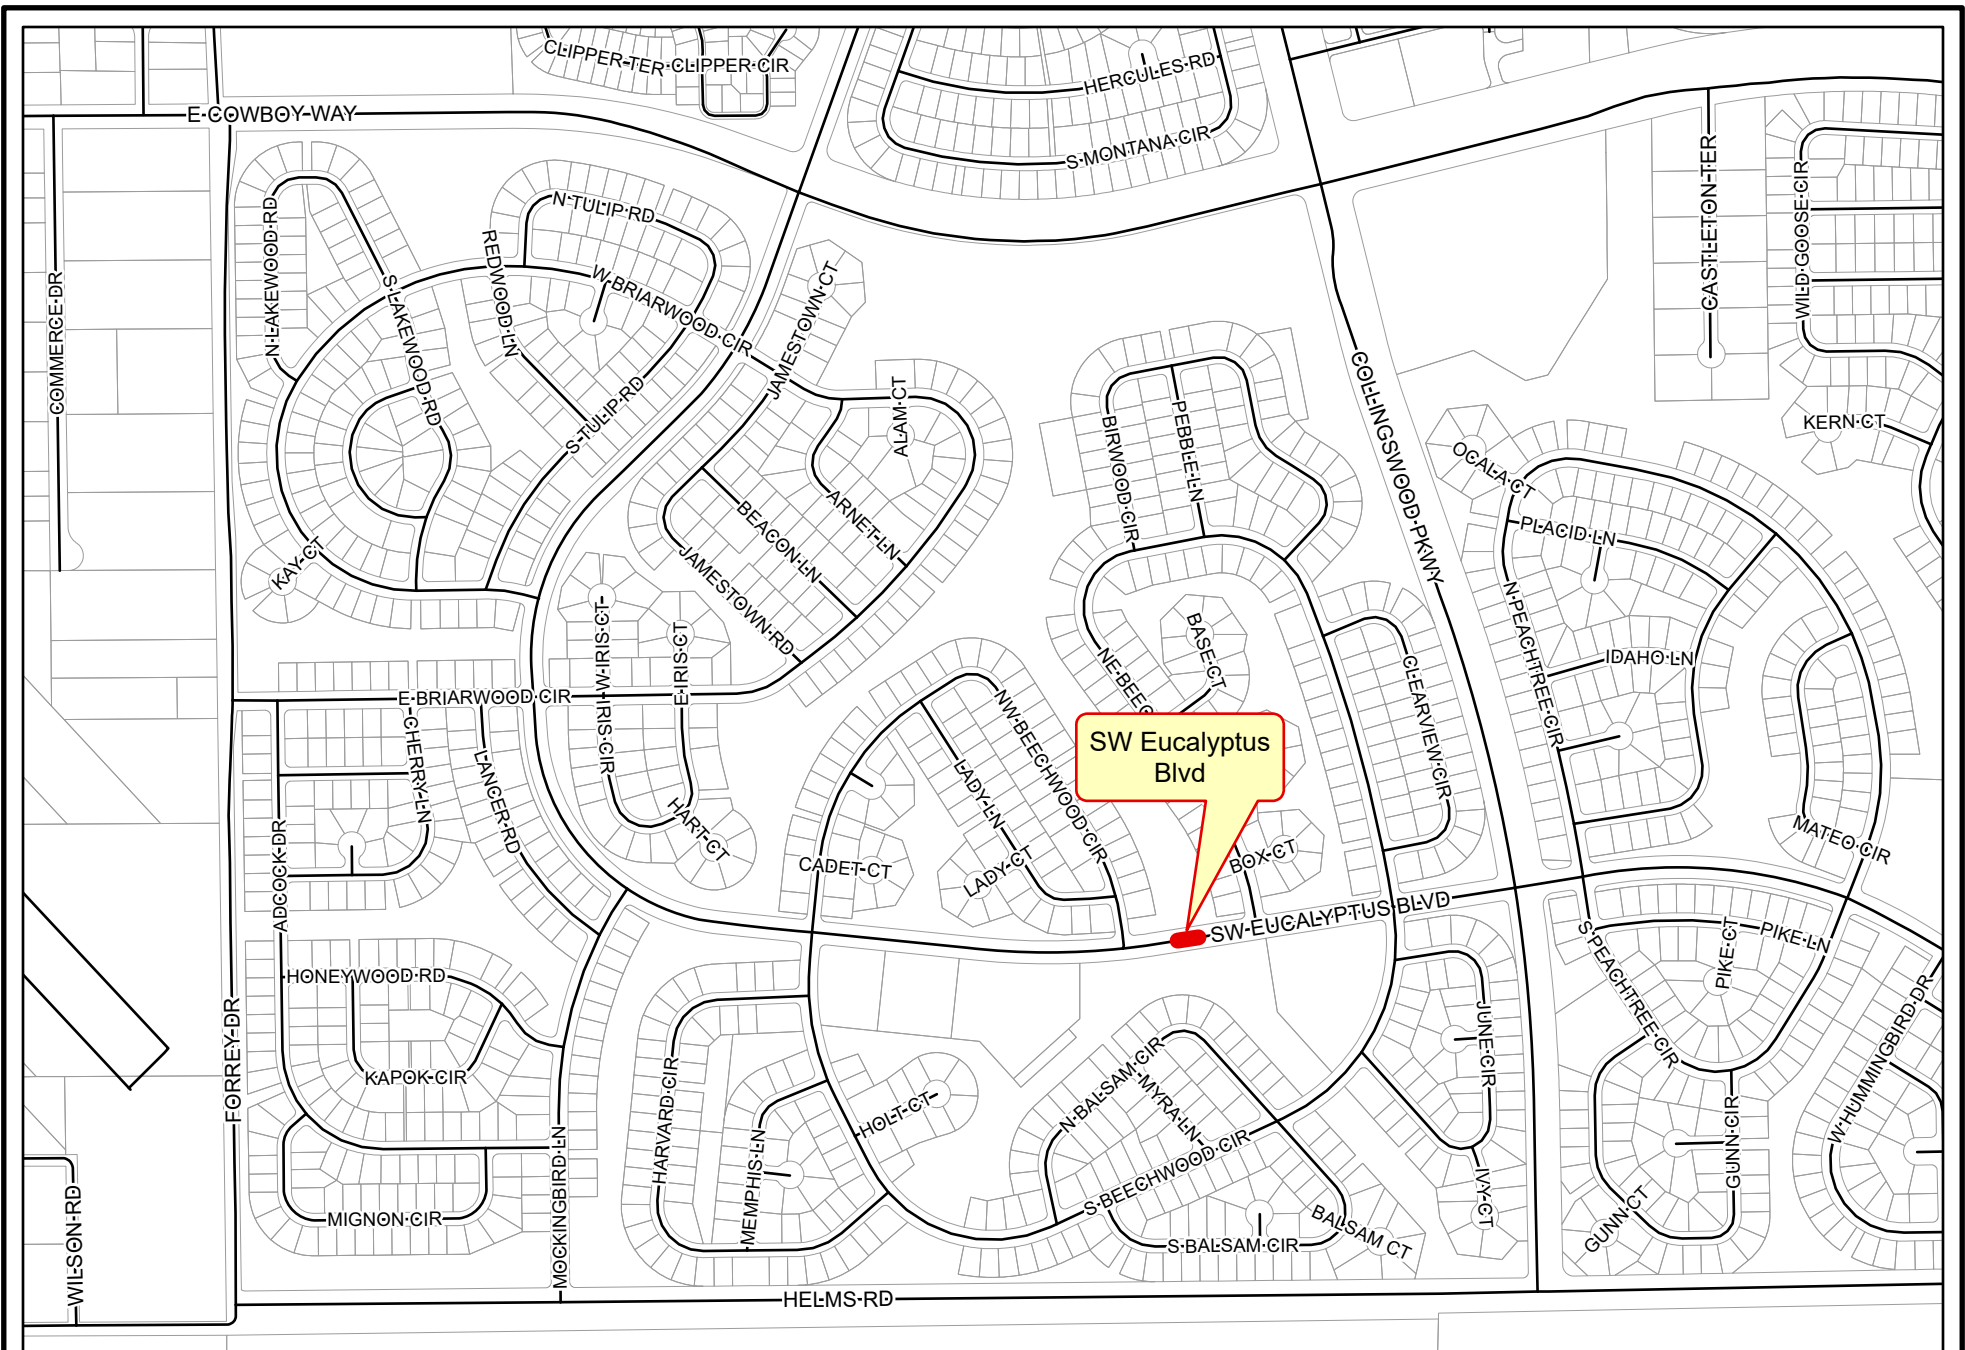 CLIPPER TER
CLIPPER CIR
HERCULES RD
E COWBOY WAY
S MONTANA CIR
CASTLETON TER
WILD GOOSE CIR
N LAKEWOOD RD
N TULIP RD
REDWOOD LN
W BRIARWOOD CIR
JAMESTOWN CT
S LAKEWOOD RD
COMMERCE DR
S TULIP RD
ALAM CT
BIRWOOD CIR
PEBBLE LN
COLLINGSWOOD PKWY
KERN CT
OCALA CT
PLACID LN
BEACON LN
ARNET LN
KAY CT
JAMESTOWN RD
W IRIS CT
E IRIS CT
BASE CT
N PEACHTREE CIR
IDAHO LN
E BRIARWOOD CIR
CHERRY LN
LANCER RD
IRIS CIR
NW BEECHWOOD CIR
NE BEEC
CLEARVIEW CIR
SW Eucalyptus
Blvd
LADY LN
HART CT
ADCOCK DR
CADET CT
LADY CT
BOX CT
MATEO CIR
SW EUCALYPTUS BLVD
S PEACHTREE CIR
PIKE CT
PIKE LN
HONEYWOOD RD
FORREY DR
KAPOK CIR
HARVARD CIR
HOLT CT
N BALSAM CIR
MYRA LN
JUNE CIR
W HUMMINGBIRD DR
GUNN CIR
MEMPHIS LN
MOCKINGBIRD LN
S BEECHWOOD CIR
IVY CT
GUNN CT
WILSON RD
MIGNON CIR
S BALSAM CIR
BALSAM CT
HELMS RD